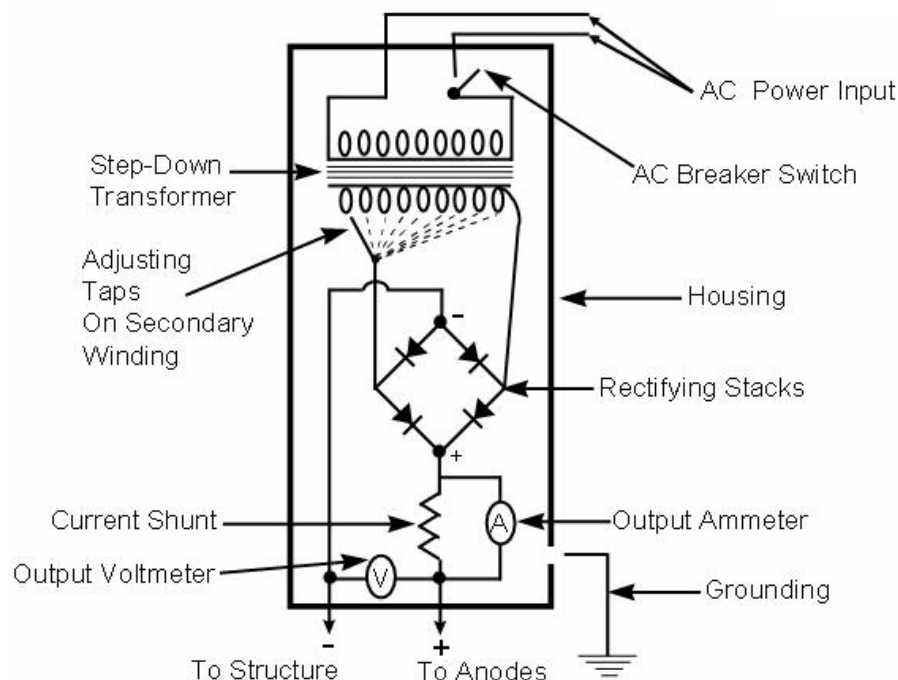 AC Power Input
AC Breaker Switch
Step-Down
Transformer
Adjusting
Taps
On Secondary
Winding
Housing
-
Rectifying Stacks
+
Current Shunt
A
Output Ammeter
Output Voltmeter
V
Grounding
-
+
To Structure
To Anodes